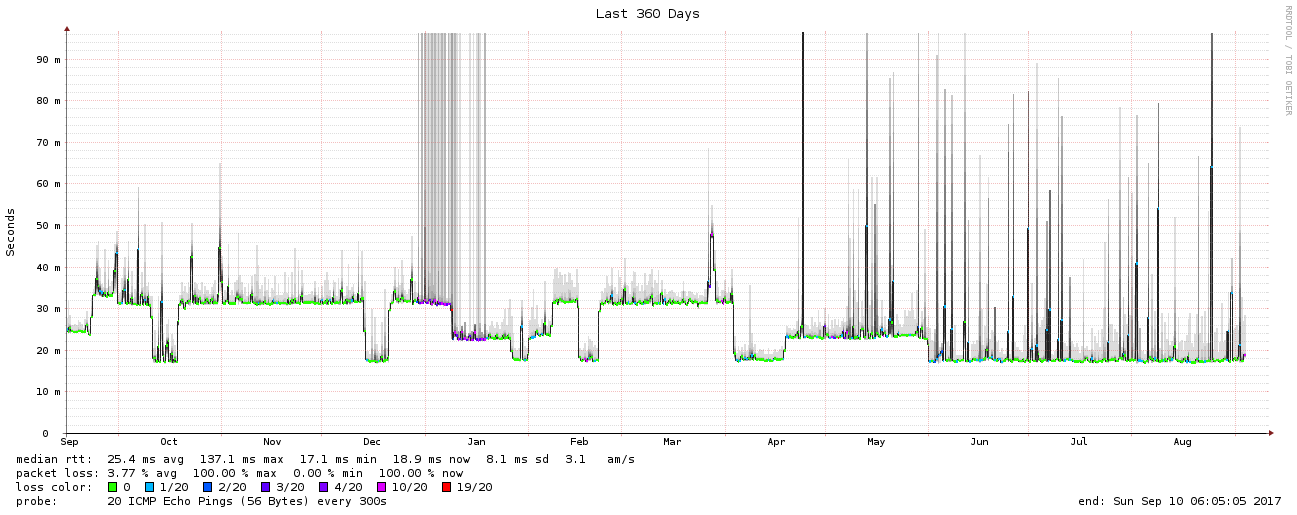 Last 360 Days
RRDTOOL / TOBI OETIKER
Seconds
90 m
80 m
70 m
60 m
50 m
40 m
30 m
20 m
10 m
0
Sep Oct Nov Dec Jan Feb Mar Apr May Jun Jul Aug
median rtt: 25.4 ms avg 137.1 ms max 17.1 ms min 18.9 ms now 8.1 ms sd 3.1 am/s
packet loss: 3.77 % avg 100.00 % max 0.00 % min 100.00 % now
loss color: 0 1/20 2/20 3/20 4/20 10/20 19/20
probe: 20 ICMP Echo Pings (56 Bytes) every 300s end: Sun Sep 10 06:05:05 2017